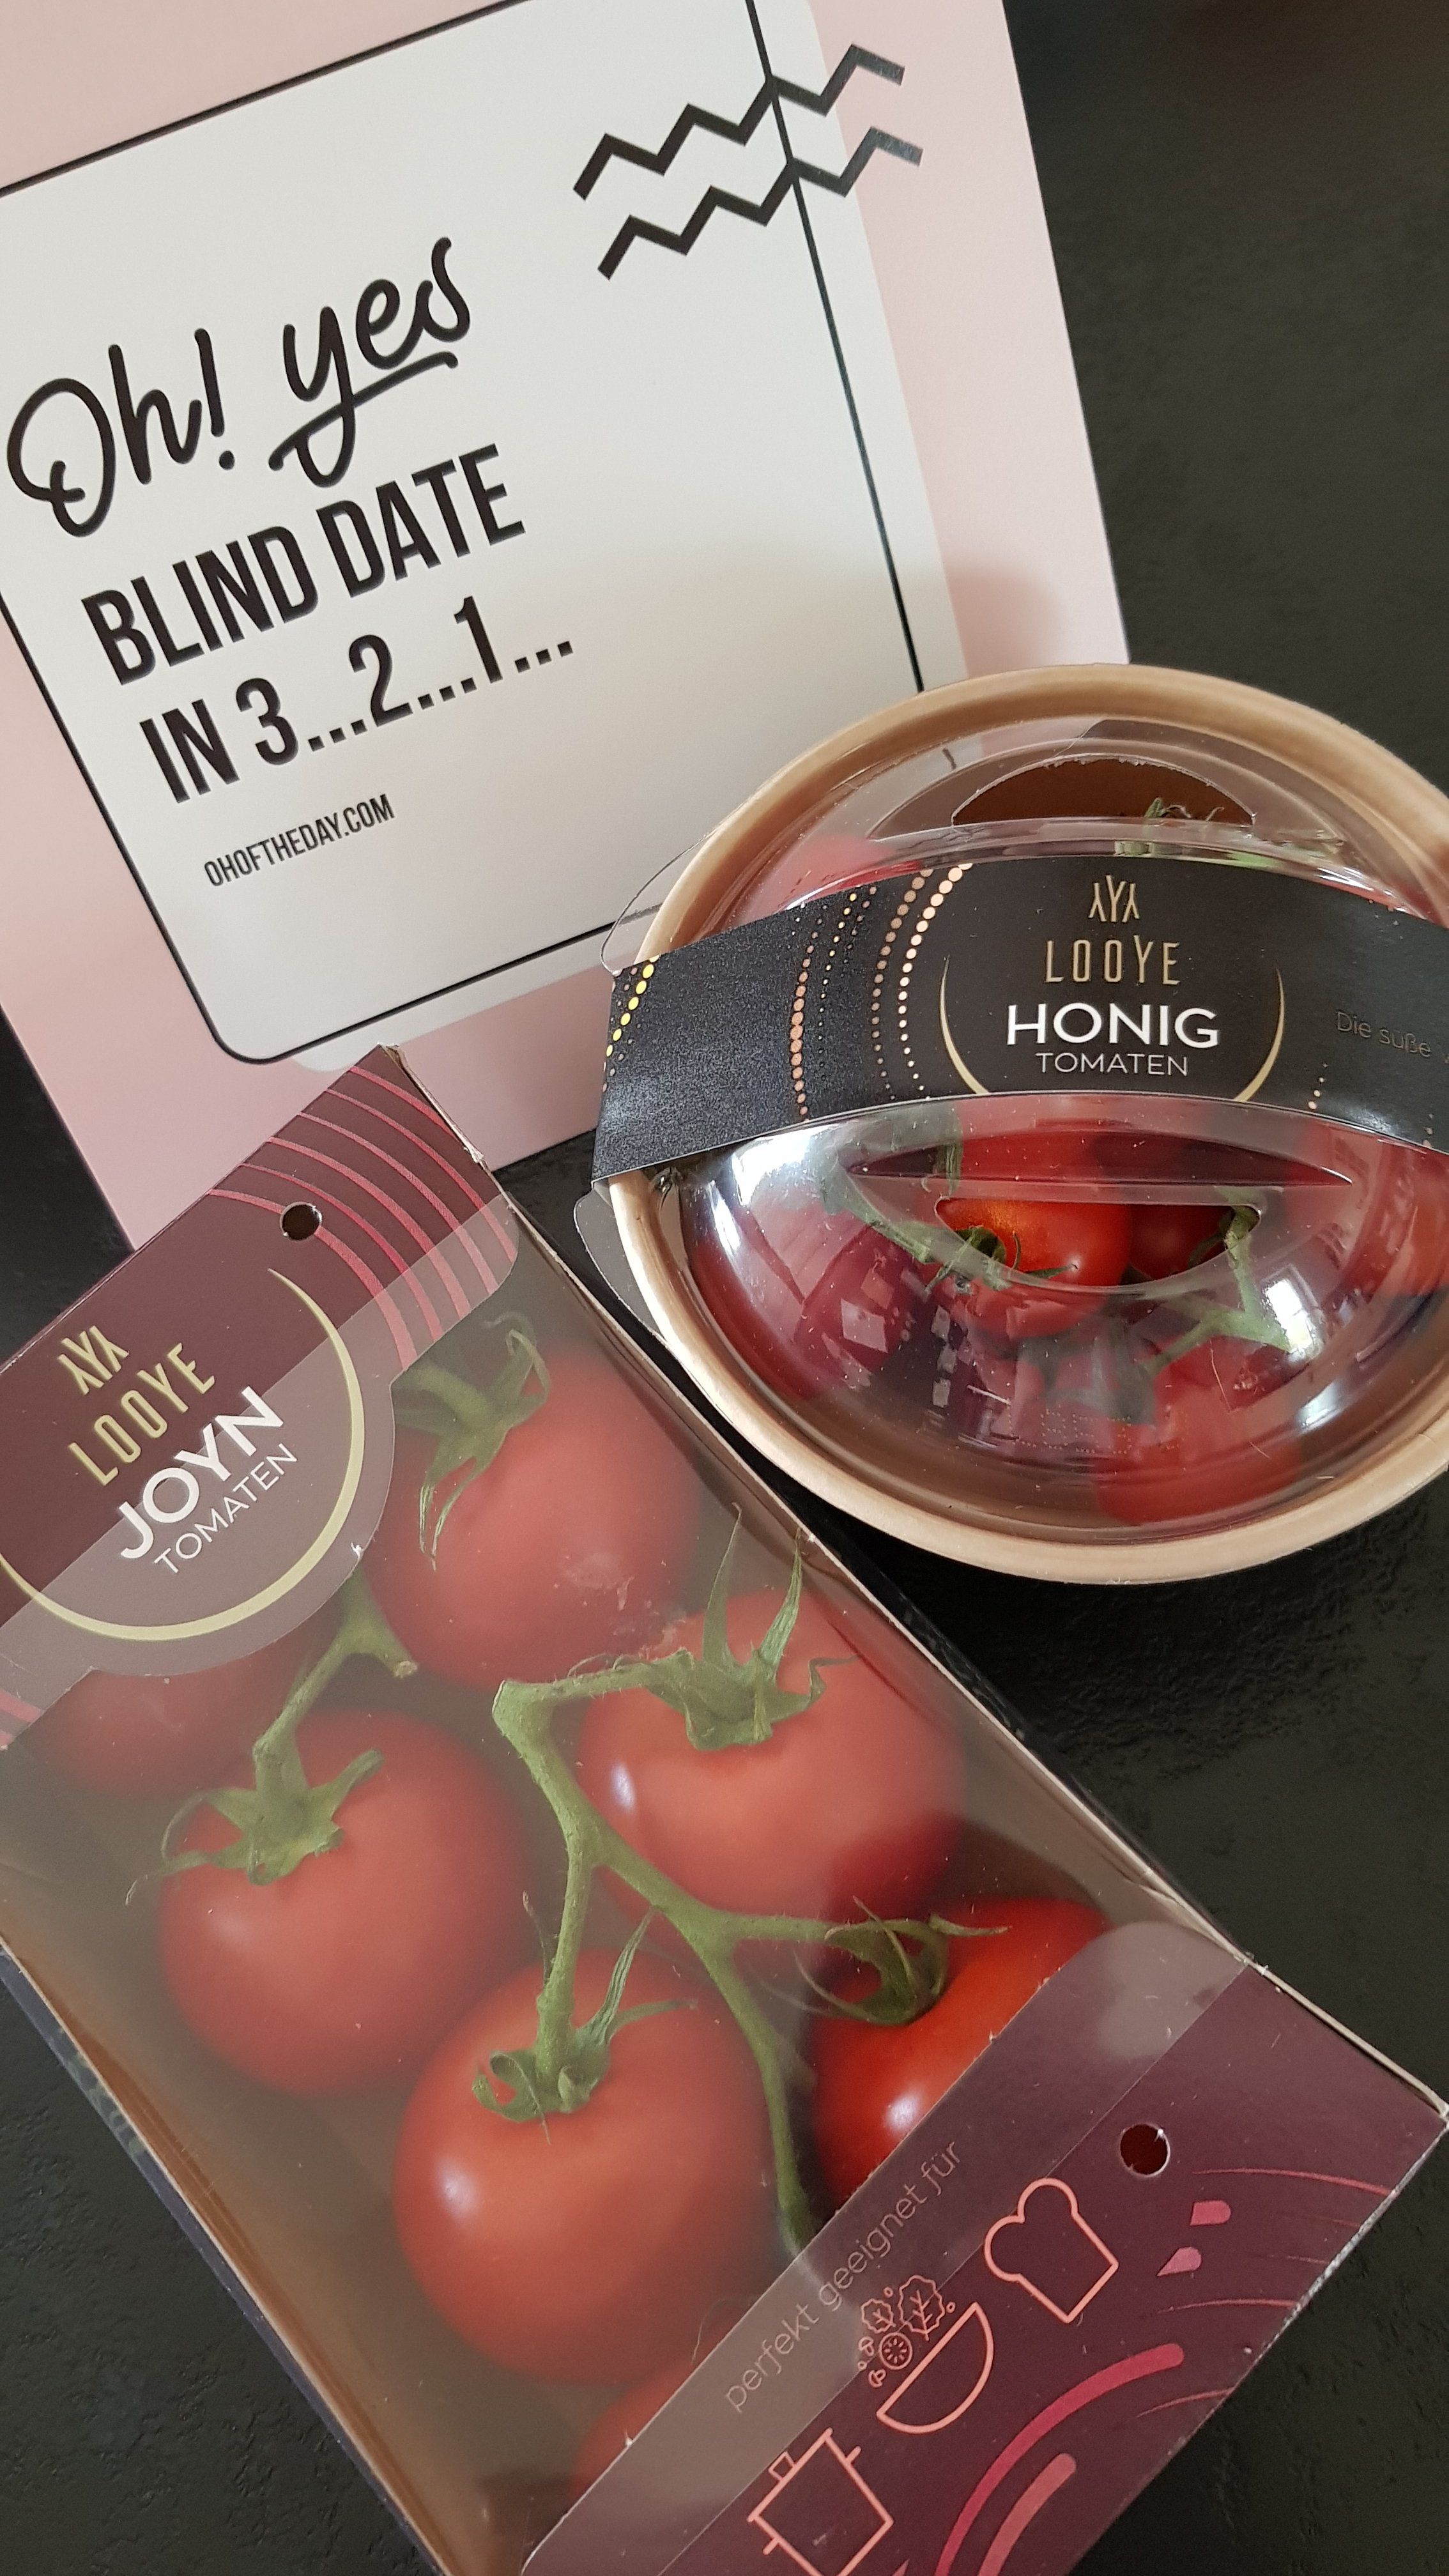 Oh! yes
BLIND DATE
IN 3...2...1...
OHOFTHEDAY.COM
LOOYE
HONIG
TOMATEN
Die süße
LOOYE
JOYN
TOMATEN
perfekt geeignet für